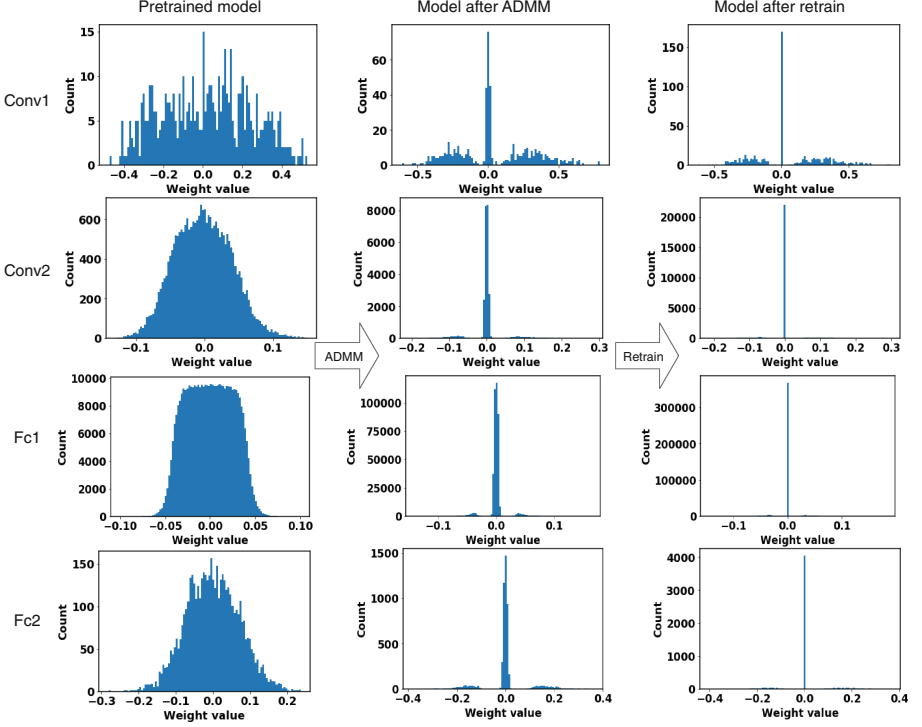 Pretrained model
Model after ADMM
Model after retrain
Conv1
Count
15
10
5
0
−0.4 −0.2 0.0 0.2 0.4
Weight value
Count
60
40
20
0
−0.5 0.0 0.5
Weight value
Count
150
100
50
0
−0.5 0.0 0.5
Weight value
Conv2
Count
600
400
200
0
−0.1 0.0 0.1
Weight value
Count
8000
6000
4000
2000
0
−0.2 −0.1 0.0 0.1 0.2 0.3
Weight value
Count
20000
15000
10000
5000
0
−0.2 −0.1 0.0 0.1 0.2 0.3
Weight value
ADMM
Retrain
Fc1
Count
10000
8000
6000
4000
2000
0
−0.10 −0.05 0.00 0.05 0.10
Weight value
Count
100000
75000
50000
25000
0
−0.1 0.0 0.1
Weight value
Count
300000
200000
100000
0
−0.1 0.0 0.1
Weight value
Fc2
Count
150
100
50
0
−0.3 −0.2 −0.1 0.0 0.1 0.2
Weight value
Count
1500
1000
500
0
−0.4 −0.2 0.0 0.2 0.4
Weight value
Count
4000
3000
2000
1000
0
−0.4 −0.2 0.0 0.2 0.4
Weight value